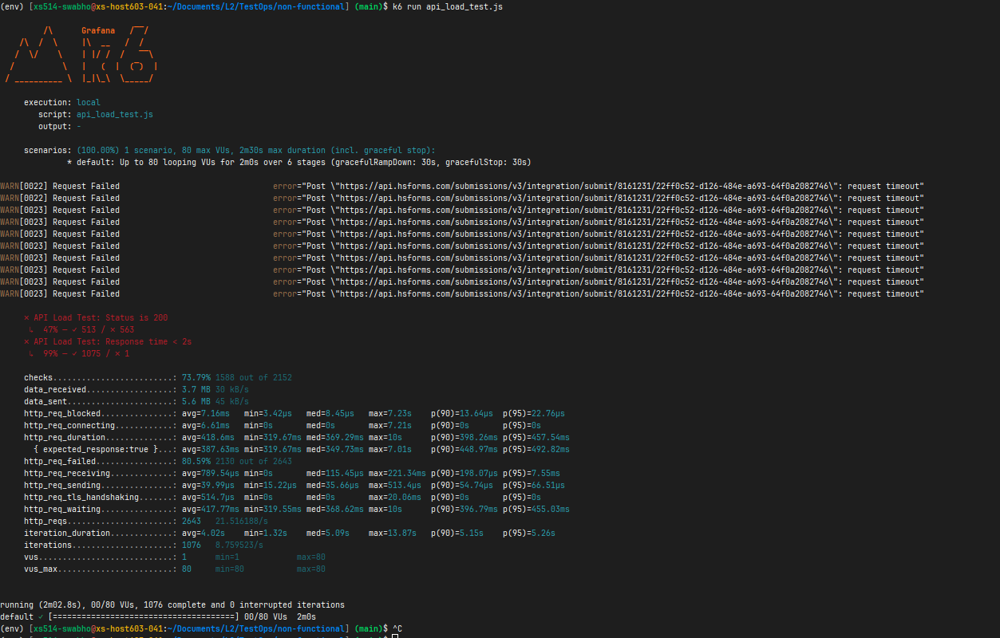 (env) [xs514-swabho@xs-host603-041:~/Documents/L2/TestOps/non-functional] (main)$ k6 run api_load_test.js
Grafana
execution: local
script: api_load_test.js
output: -
scenarios: (100.00%) 1 scenario, 80 max VUs, 2m30s max duration (incl. graceful stop):
* default: Up to 80 looping VUs for 2m0s over 6 stages (gracefulRampDown: 30s, gracefulStop: 30s)
WARN[0022] Request Failed error="Post \"https://api.hsforms.com/submissions/v3/integration/submit/8161231/22ff0c52-d126-484e-a693-64f0a2082746\": request timeout"
WARN[0022] Request Failed error="Post \"https://api.hsforms.com/submissions/v3/integration/submit/8161231/22ff0c52-d126-484e-a693-64f0a2082746\": request timeout"
WARN[0023] Request Failed error="Post \"https://api.hsforms.com/submissions/v3/integration/submit/8161231/22ff0c52-d126-484e-a693-64f0a2082746\": request timeout"
WARN[0023] Request Failed error="Post \"https://api.hsforms.com/submissions/v3/integration/submit/8161231/22ff0c52-d126-484e-a693-64f0a2082746\": request timeout"
WARN[0023] Request Failed error="Post \"https://api.hsforms.com/submissions/v3/integration/submit/8161231/22ff0c52-d126-484e-a693-64f0a2082746\": request timeout"
WARN[0023] Request Failed error="Post \"https://api.hsforms.com/submissions/v3/integration/submit/8161231/22ff0c52-d126-484e-a693-64f0a2082746\": request timeout"
WARN[0023] Request Failed error="Post \"https://api.hsforms.com/submissions/v3/integration/submit/8161231/22ff0c52-d126-484e-a693-64f0a2082746\": request timeout"
WARN[0023] Request Failed error="Post \"https://api.hsforms.com/submissions/v3/integration/submit/8161231/22ff0c52-d126-484e-a693-64f0a2082746\": request timeout"
WARN[0023] Request Failed error="Post \"https://api.hsforms.com/submissions/v3/integration/submit/8161231/22ff0c52-d126-484e-a693-64f0a2082746\": request timeout"
WARN[0023] Request Failed error="Post \"https://api.hsforms.com/submissions/v3/integration/submit/8161231/22ff0c52-d126-484e-a693-64f0a2082746\": request timeout"
✗ API Load Test: Status is 200
↳ 47% — ✓ 513 / ✗ 563
✗ API Load Test: Response time < 2s
↳ 99% — ✓ 1075 / ✗ 1
checks.........................: 73.79% 1588 out of 2152
data_received..................: 3.7 MB 30 kB/s
data_sent......................: 5.6 MB 45 kB/s
http_req_blocked...............: avg=7.16ms min=3.42µs med=8.45µs max=7.23s p(90)=13.64µs p(95)=22.76µs
http_req_connecting............: avg=6.61ms min=0s med=0s max=7.21s p(90)=0s p(95)=0s
http_req_duration..............: avg=418.6ms min=319.67ms med=369.29ms max=10s p(90)=398.26ms p(95)=457.54ms
{ expected_response:true }...: avg=387.63ms min=319.67ms med=349.73ms max=7.01s p(90)=448.97ms p(95)=492.82ms
http_req_failed................: 80.59% 2130 out of 2643
http_req_receiving.............: avg=789.54µs min=0s med=115.45µs max=221.34ms p(90)=198.07µs p(95)=7.55ms
http_req_sending...............: avg=39.99µs min=15.22µs med=35.66µs max=513.4µs p(90)=54.74µs p(95)=66.51µs
http_req_tls_handshaking.......: avg=514.7µs min=0s med=0s max=20.06ms p(90)=0s p(95)=0s
http_req_waiting...............: avg=417.77ms min=319.55ms med=368.62ms max=10s p(90)=396.79ms p(95)=455.03ms
http_reqs......................: 2643 21.516188/s
iteration_duration.............: avg=4.02s min=1.32s med=5.09s max=13.87s p(90)=5.15s p(95)=5.26s
iterations.....................: 1076 8.759523/s
vus............................: 1 min=1 max=80
vus_max........................: 80 min=80 max=80
running (2m02.8s), 00/80 VUs, 1076 complete and 0 interrupted iterations
default ✓ [======================================] 00/80 VUs 2m0s
(env) [xs514-swabho@xs-host603-041:~/Documents/L2/TestOps/non-functional] (main)$ ^C